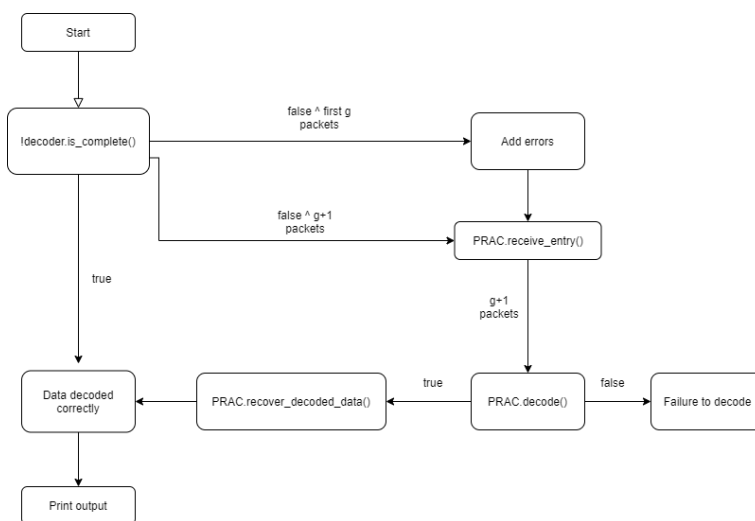 Start
false ^ first g
packets
!decoder.is_complete()
Add errors
false ^ g+1
packets
PRAC.receive_entry()
true
g+1
packets
true
false
Data decoded
correctly
PRAC.recover_decoded_data()
PRAC.decode()
Failure to decode
Print output